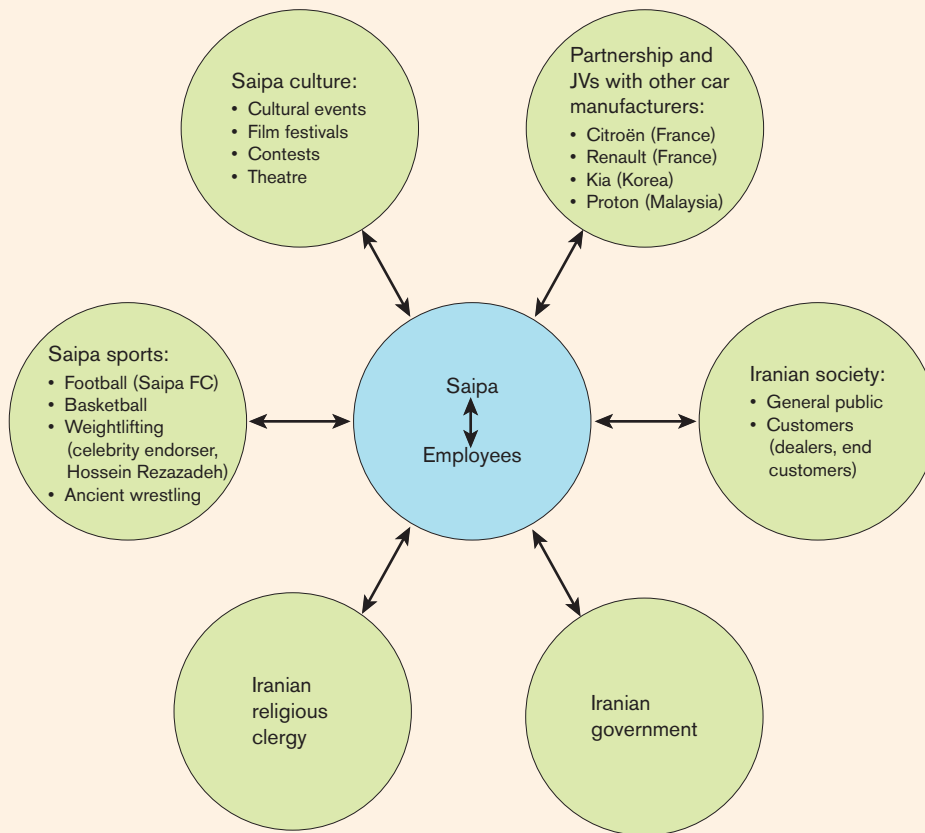 Saipa culture:
• Cultural events
• Film festivals
• Contests
• Theatre
Partnership and
JVs with other car
manufacturers:
• Citroën (France)
• Renault (France)
• Kia (Korea)
• Proton (Malaysia)
Saipa sports:
• Football (Saipa FC)
• Basketball
• Weightlifting
(celebrity endorser,
Hossein Rezazadeh)
• Ancient wrestling
Saipa
Employees
Iranian society:
• General public
• Customers
(dealers, end
customers)
Iranian
religious
clergy
Iranian
government